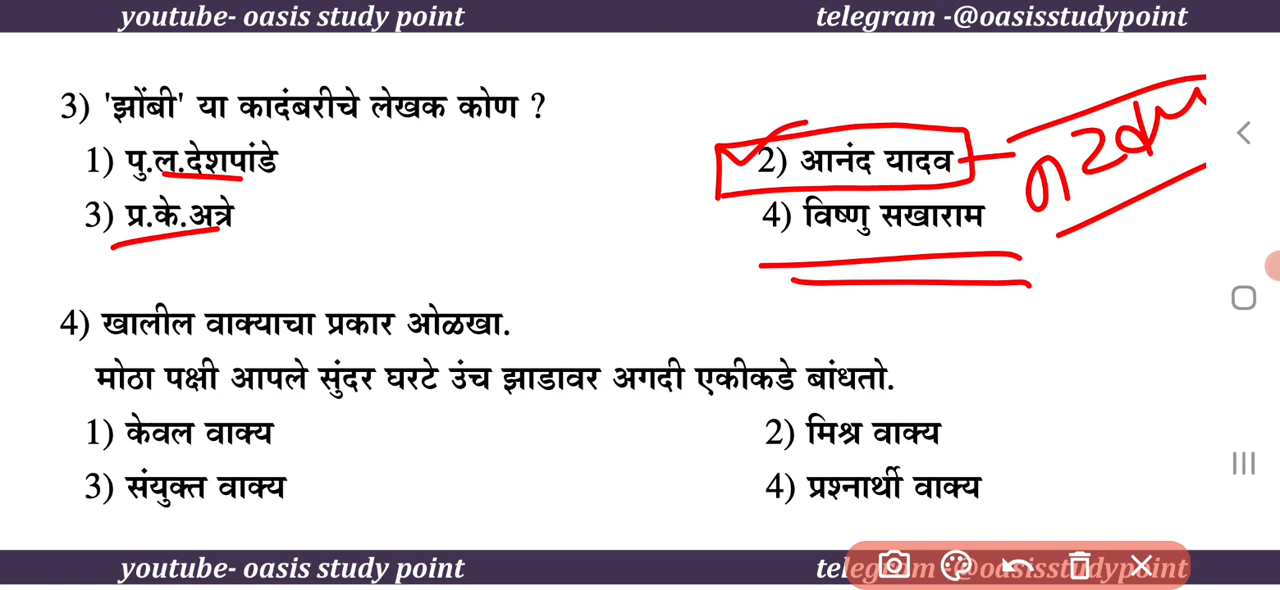 youtube- oasis study point telegram -@oasisstudypoint
3) 'झोंबी' या कादंबरीचे लेखक कोण ?
1) पु.ल.देशपांडे 2) आनंद यादव
3) प्र.के.अत्रे 4) विष्णु सखाराम
4) खालील वाक्याचा प्रकार ओळखा.
मोठा पक्षी आपले सुंदर घरटे उंच झाडावर अगदी एकीकडे बांधतो.
1) केवल वाक्य 2) मिश्र वाक्य
3) संयुक्त वाक्य 4) प्रश्नार्थी वाक्य
youtube- oasis study point telegram -@oasisstudypoint